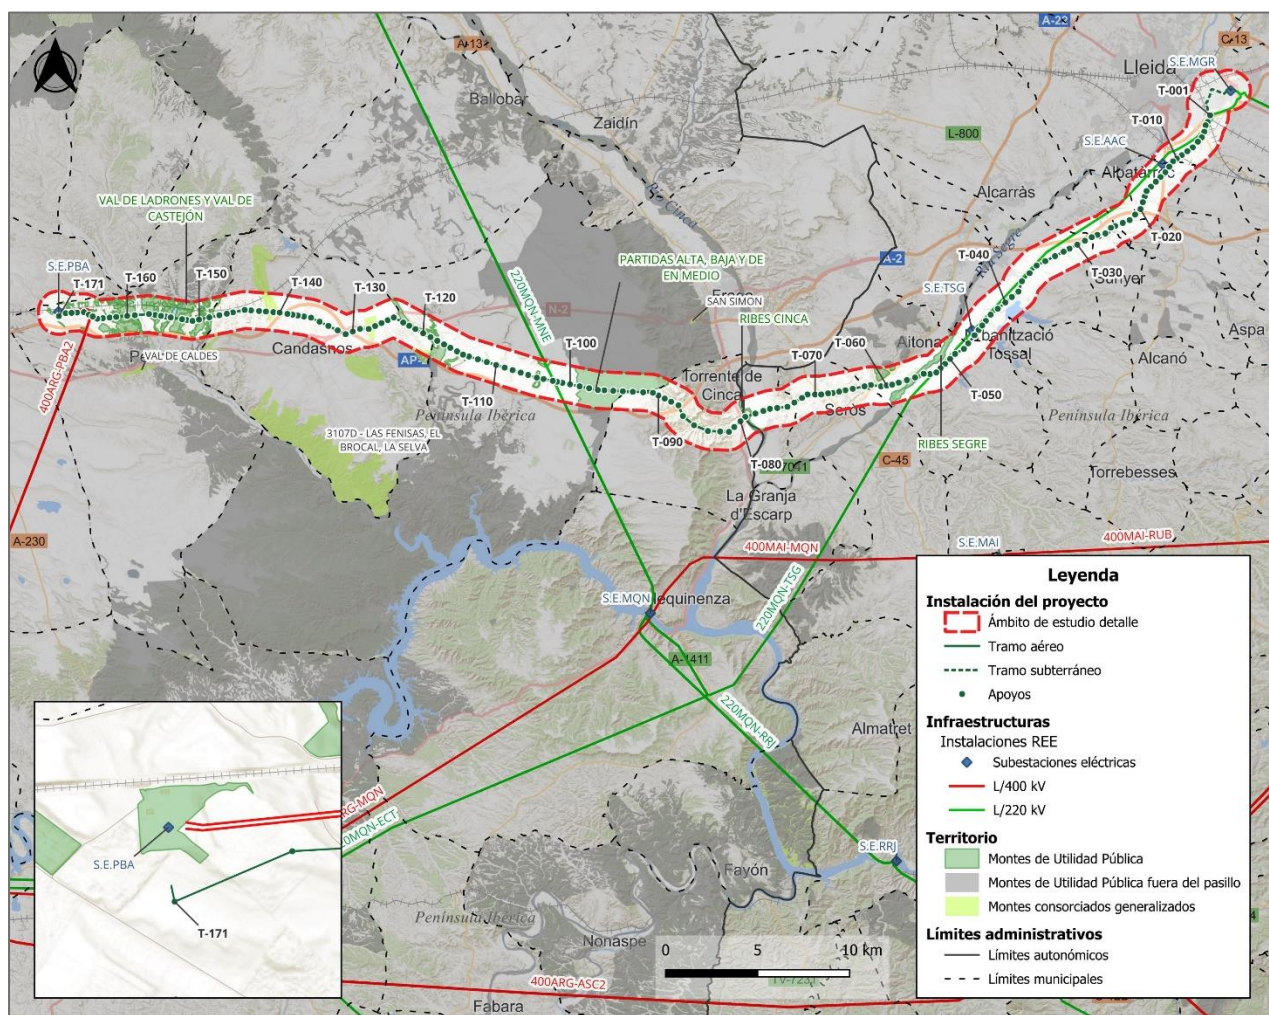 A-22
C-13
A-13
S.E.MGR
Lleida
T-001
Ballobar
Zaidín
T-010
L-800
S.E.AAC
Alcarràs
VAL DE LADRONES Y VAL DE
CASTEJÓN
Río Cinca
T-020
Río Segre
T-040
A-2
T-030
Sunyer
S.E.PBA
T-171
T-160
T-150
T-140
T-130
T-120
220MQN-MNE
N-2
PARTIDAS ALTA, BAJA Y DE
EN MEDIO
SAN SIMON
RIBES CINCA
S.E.TSG
Tossal
Aspa
Aitona
Alcanó
VAL DE CALDES
Candasnos
T-100
T-070
T-060
T-050
Torrente de
Cinca
400ARG-PBA2
T-110
Península Ibérica
Seròs
Península Ibérica
T-090
3107D - LAS FENISAS, EL
BROCAL, LA SELVA
RIBES SEGRE
T-080
C-45
Torrebesses
La Granja
d'Escarp
A-230
S.E.MAI
400MAI-MQN
400MAI-RUB
220MQN-TSG
S.E.MQN
A-1411
220MQN-RRJ
Almatret
S.E.RRJ
Fayón
Península Ibérica
Nonaspe
400ARG-ASC2
Fabara
S.E.PBA
T-171
0 5 10 km
Leyenda
Instalación del proyecto
Ámbito de estudio detalle
Tramo aéreo
Tramo subterráneo
Apoyos
Infraestructuras
Instalaciones REE
Subestaciones eléctricas
L/400 kV
L/220 kV
Territorio
Montes de Utilidad Pública
Montes de Utilidad Pública fuera del pasillo
Montes consorciados generalizados
Límites administrativos
Límites autonómicos
Límites municipales